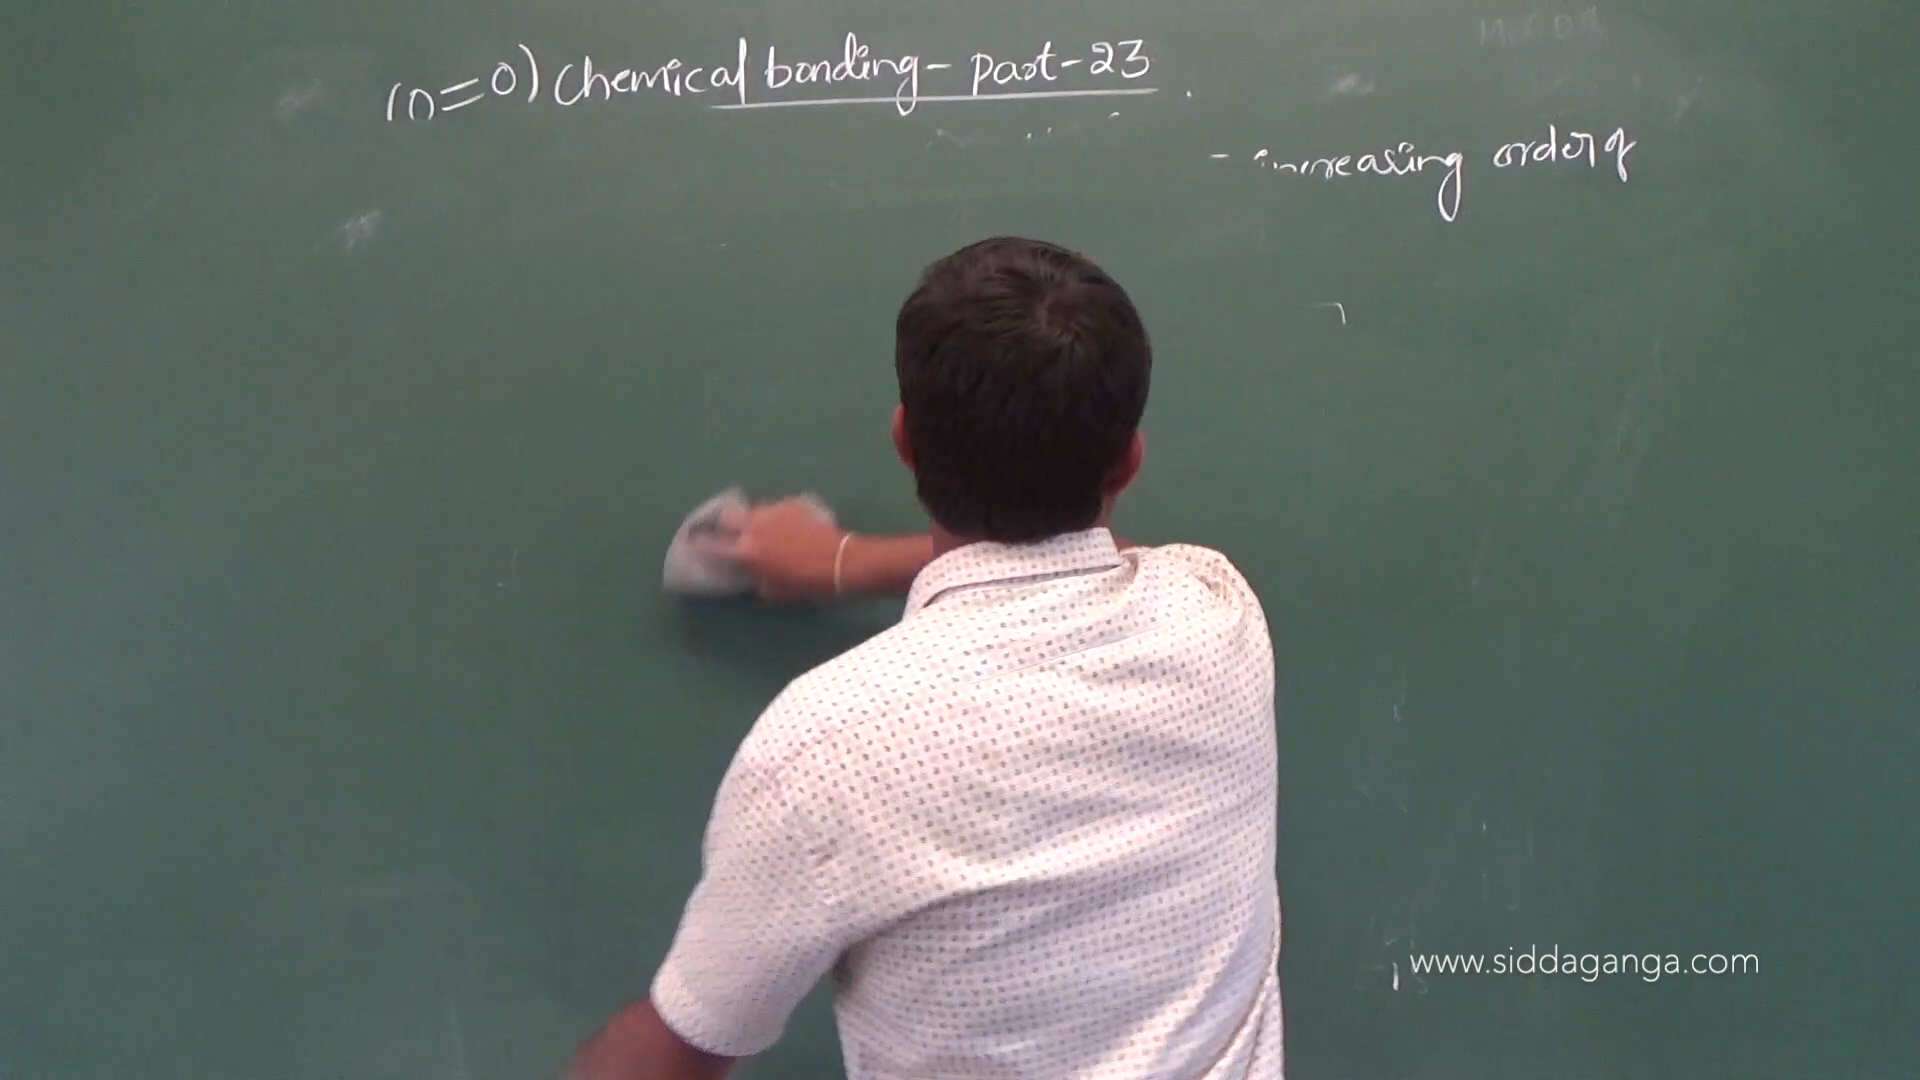 (n=0) Chemical bonding - part-23
- increasing order of
www.siddaganga.com